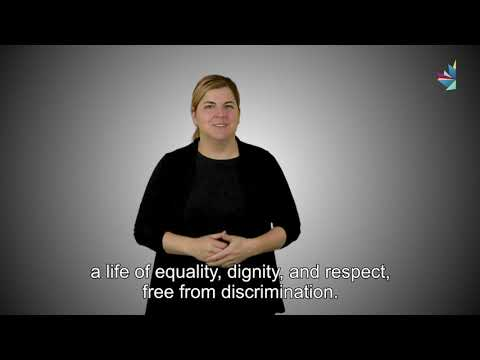 a life of equality, dignity, and respect,
free from discrimination.